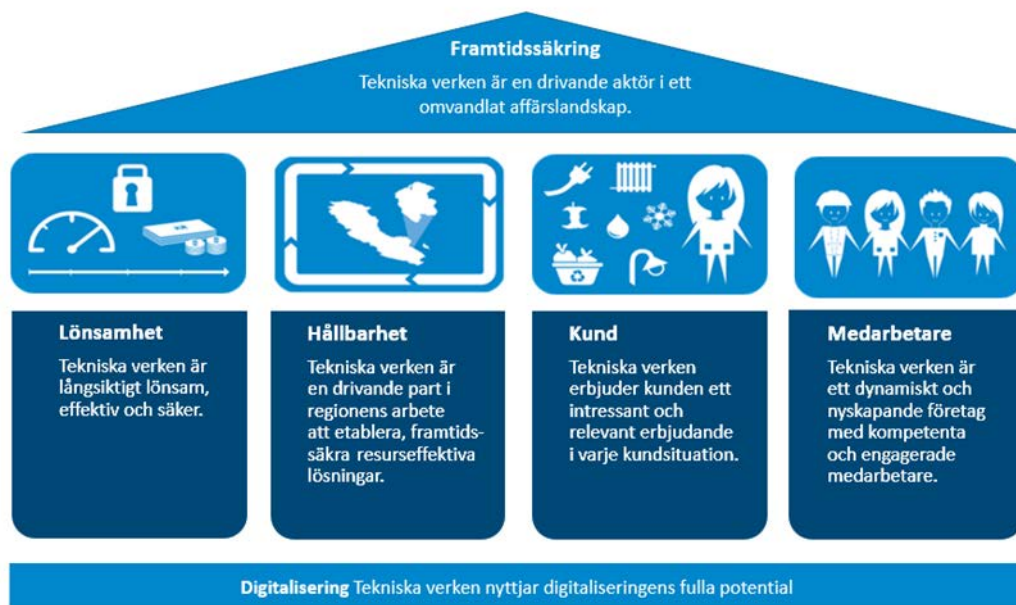 Framtidssäkring
Tekniska verken är en drivande aktör i ett
omvandlat affärslandskap.
Lönsamhet
Tekniska verken är
långsiktigt lönsam,
effektiv och säker.
Hållbarhet
Tekniska verken är
en drivande part i
regionens arbete
att etablera, framtids-
säkra resurseffektiva
lösningar.
Kund
Tekniska verken
erbjuder kunden ett
intressant och
relevant erbjudande
i varje kundsituation.
Medarbetare
Tekniska verken är
ett dynamiskt och
nyskapande företag
med kompetenta
och engagerade
medarbetare.
Digitalisering Tekniska verken nyttjar digitaliseringens fulla potential